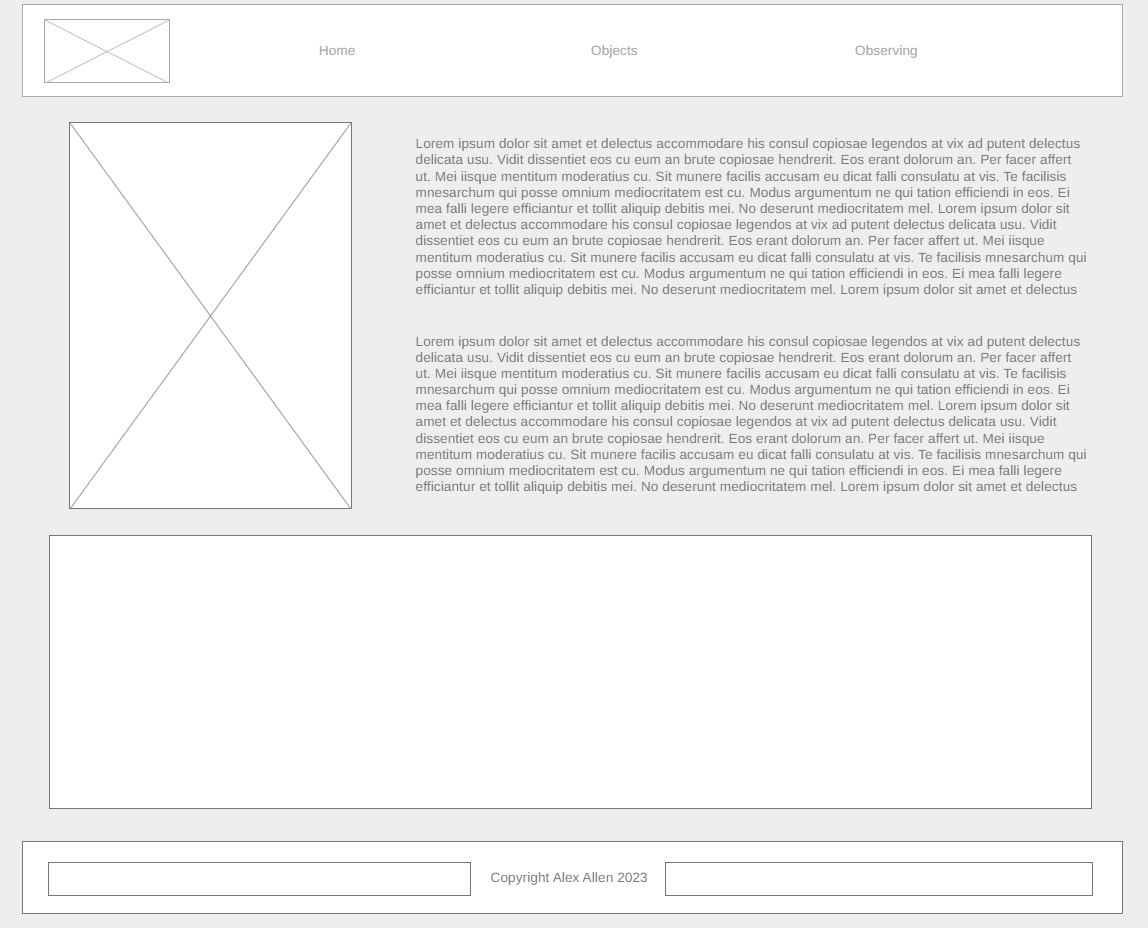 Home
Objects
Observing
Lorem ipsum dolor sit amet et delectus accommodare his consul copiosae legendos at vix ad putent delectus
delicata usu. Vidit dissentiet eos cu eum an brute copiosae hendrerit. Eos erant dolorum an. Per facer affert
ut. Mei iisque mentitum moderatius cu. Sit munere facilis accusam eu dicat falli consulatu at vis. Te facilisis
mnesarchum qui posse omnium mediocritatem est cu. Modus argumentum ne qui tation efficiendi in eos. Ei
mea falli legere efficiantur et tollit aliquip debitis mei. No deserunt mediocritatem mel. Lorem ipsum dolor sit
amet et delectus accommodare his consul copiosae legendos at vix ad putent delectus delicata usu. Vidit
dissentiet eos cu eum an brute copiosae hendrerit. Eos erant dolorum an. Per facer affert ut. Mei iisque
mentitum moderatius cu. Sit munere facilis accusam eu dicat falli consulatu at vis. Te facilisis mnesarchum qui
posse omnium mediocritatem est cu. Modus argumentum ne qui tation efficiendi in eos. Ei mea falli legere
efficiantur et tollit aliquip debitis mei. No deserunt mediocritatem mel. Lorem ipsum dolor sit amet et delectus
Lorem ipsum dolor sit amet et delectus accommodare his consul copiosae legendos at vix ad putent delectus
delicata usu. Vidit dissentiet eos cu eum an brute copiosae hendrerit. Eos erant dolorum an. Per facer affert
ut. Mei iisque mentitum moderatius cu. Sit munere facilis accusam eu dicat falli consulatu at vis. Te facilisis
mnesarchum qui posse omnium mediocritatem est cu. Modus argumentum ne qui tation efficiendi in eos. Ei
mea falli legere efficiantur et tollit aliquip debitis mei. No deserunt mediocritatem mel. Lorem ipsum dolor sit
amet et delectus accommodare his consul copiosae legendos at vix ad putent delectus delicata usu. Vidit
dissentiet eos cu eum an brute copiosae hendrerit. Eos erant dolorum an. Per facer affert ut. Mei iisque
mentitum moderatius cu. Sit munere facilis accusam eu dicat falli consulatu at vis. Te facilisis mnesarchum qui
posse omnium mediocritatem est cu. Modus argumentum ne qui tation efficiendi in eos. Ei mea falli legere
efficiantur et tollit aliquip debitis mei. No deserunt mediocritatem mel. Lorem ipsum dolor sit amet et delectus
Copyright Alex Allen 2023